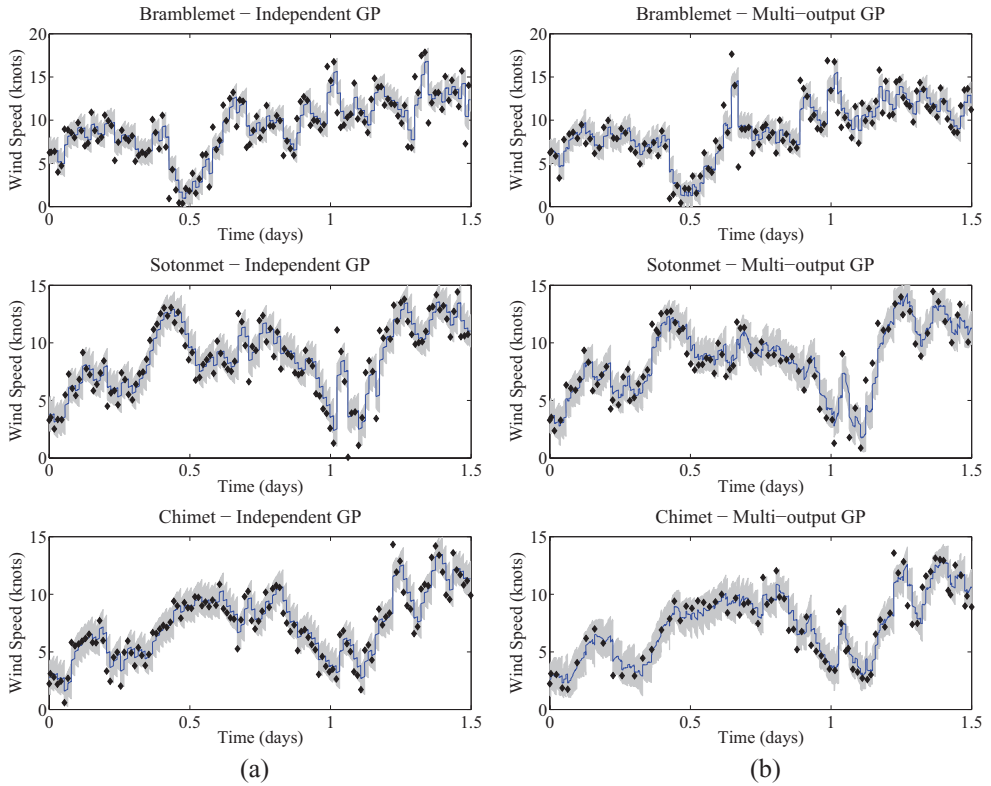 Bramblemet − Independent GP
Wind Speed (knots)
20
15
10
5
0
0 0.5 1 1.5
Time (days)
Bramblemet − Multi−output GP
Wind Speed (knots)
20
15
10
5
0
0 0.5 1 1.5
Time (days)
Sotonmet − Independent GP
Wind Speed (knots)
15
10
5
0
0 0.5 1 1.5
Time (days)
Sotonmet − Multi−output GP
Wind Speed (knots)
15
10
5
0
0 0.5 1 1.5
Time (days)
Chimet − Independent GP
Wind Speed (knots)
15
10
5
0
0 0.5 1 1.5
Time (days)
Chimet − Multi−output GP
Wind Speed (knots)
15
10
5
0
0 0.5 1 1.5
Time (days)
(a)
(b)